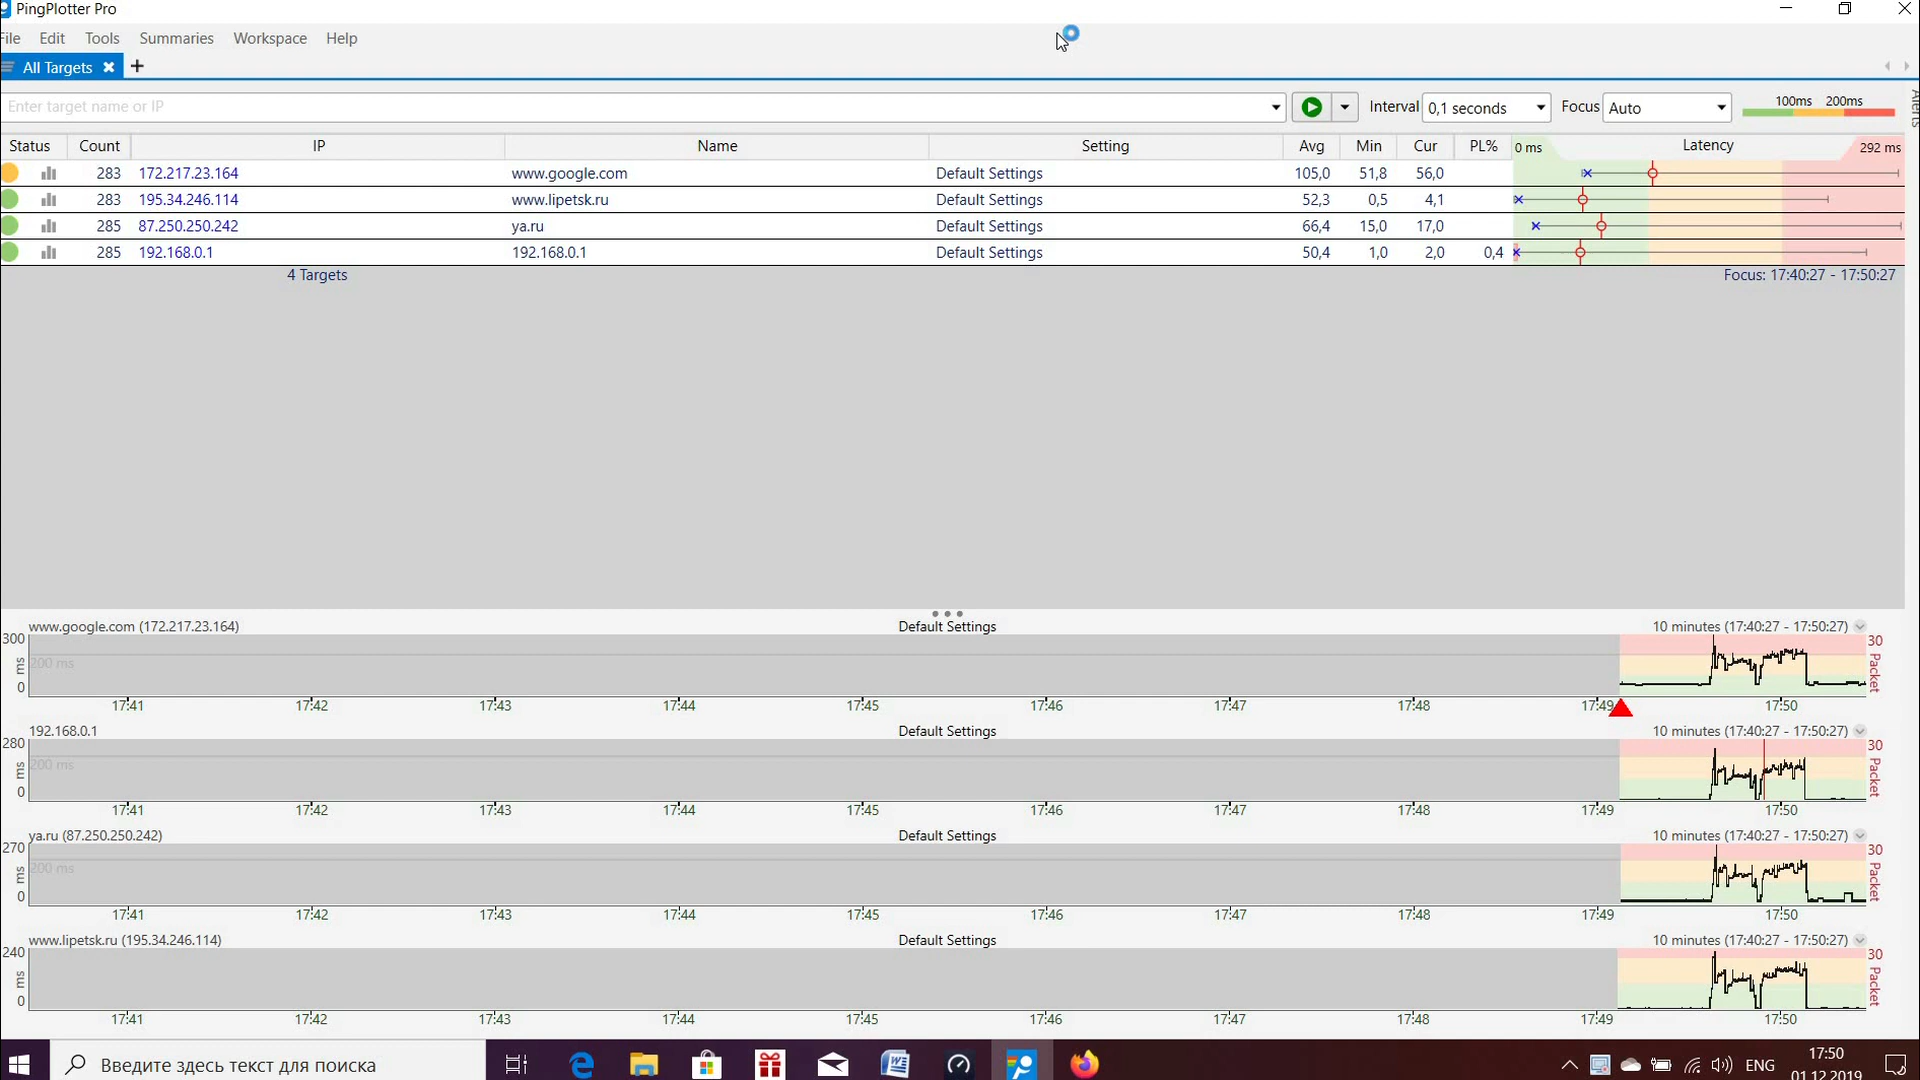 PingPlotter Pro
File Edit Tools Summaries Workspace Help
All Targets
Enter target name or IP
Interval 0,1 seconds Focus Auto 100ms 200ms
Alerts
Status Count IP Name Setting Avg Min Cur PL% 0 ms Latency 292 ms
283 172.217.23.164 www.google.com Default Settings 105,0 51,8 56,0
283 195.34.246.114 www.lipetsk.ru Default Settings 52,3 0,5 4,1
285 87.250.250.242 ya.ru Default Settings 66,4 15,0 17,0
285 192.168.0.1 192.168.0.1 Default Settings 50,4 1,0 2,0 0,4
4 Targets Focus: 17:40:27 - 17:50:27
www.google.com (172.217.23.164) Default Settings 10 minutes (17:40:27 - 17:50:27)
300 30
200 ms
ms Packet
0
17:41 17:42 17:43 17:44 17:45 17:46 17:47 17:48 17:49 17:50
192.168.0.1 Default Settings 10 minutes (17:40:27 - 17:50:27)
280 30
200 ms
ms Packet
0
17:41 17:42 17:43 17:44 17:45 17:46 17:47 17:48 17:49 17:50
ya.ru (87.250.250.242) Default Settings 10 minutes (17:40:27 - 17:50:27)
270 30
200 ms
ms Packet
0
17:41 17:42 17:43 17:44 17:45 17:46 17:47 17:48 17:49 17:50
www.lipetsk.ru (195.34.246.114) Default Settings 10 minutes (17:40:27 - 17:50:27)
240 30
ms Packet
0
17:41 17:42 17:43 17:44 17:45 17:46 17:47 17:48 17:49 17:50
Введите здесь текст для поиска
ENG
17:50
01.12.2019